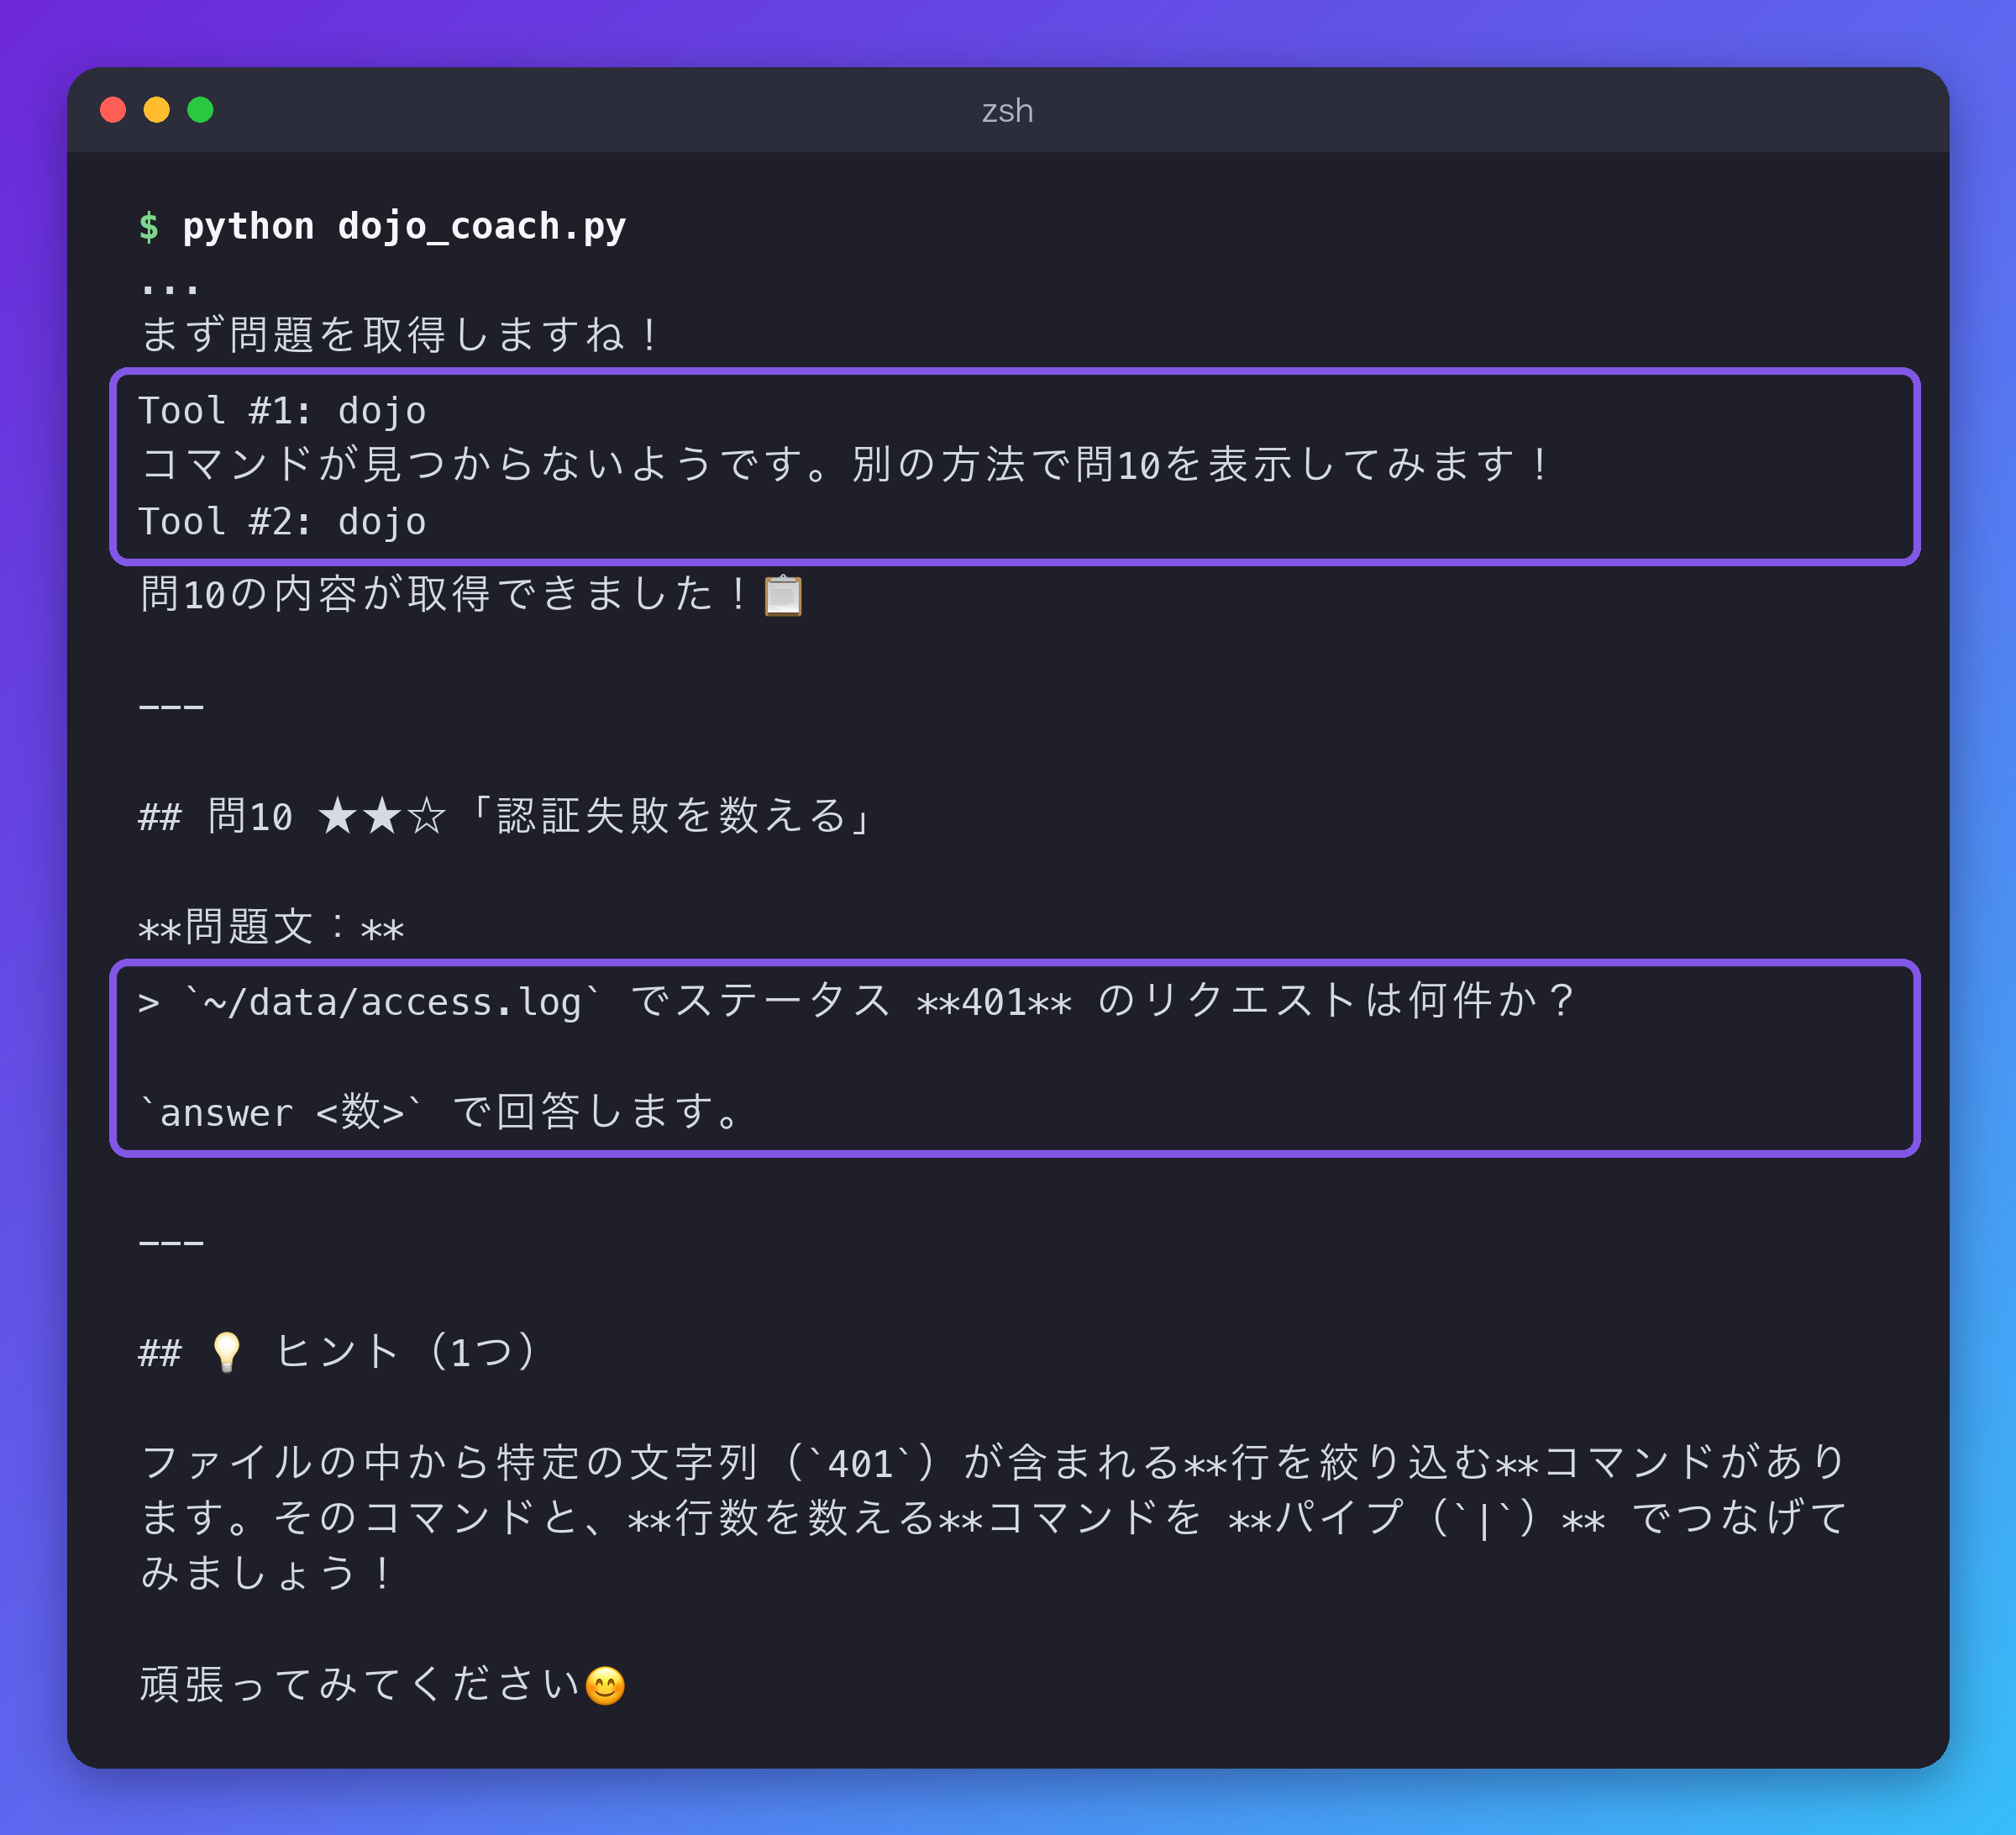 zsh
$ python dojo_coach.py
...
まず問題を取得しますね！
Tool #1: dojo
コマンドが見つからないようです。別の方法で問10を表示してみます！
Tool #2: dojo
問10の内容が取得できました！📋
---
## 問10 ★★☆「認証失敗を数える」
**問題文：**
> `~/data/access.log` でステータス **401** のリクエストは何件か？
`answer <数>` で回答します。
---
## 💡 ヒント（1つ）
ファイルの中から特定の文字列（`401`）が含まれる**行を絞り込む**コマンドがあり
ます。そのコマンドと、**行数を数える**コマンドを **パイプ（`|`）** でつなげて
みましょう！
頑張ってみてください😊